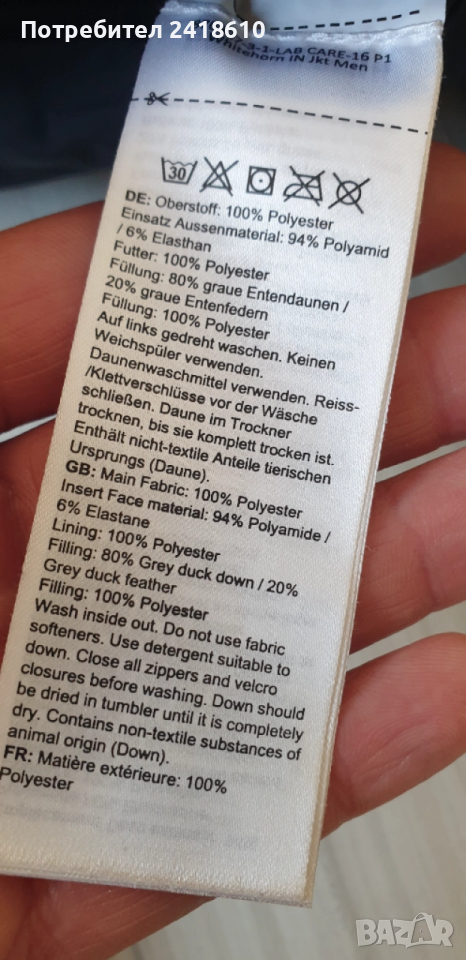 Потребител 2418610
3-1-LAB CARE-16 P1
Whitehorn IN Jkt Men
30
DE: Oberstoff: 100% Polyester
Einsatz Aussenmaterial: 94% Polyamid
/ 6% Elasthan
Futter: 100% Polyester
Füllung: 80% graue Entendaunen /
20% graue Entenfedern
Füllung: 100% Polyester
Auf links gedreht waschen. Keinen
Weichspüler verwenden.
Daunenwaschmittel verwenden. Reiss-
/Klettverschlüsse vor der Wäsche
schließen. Daune im Trockner
trocknen, bis sie komplett trocken ist.
Enthält nicht-textile Anteile tierischen
Ursprungs (Daune).
GB: Main Fabric: 100% Polyester
Insert Face material: 94% Polyamide /
6% Elastane
Lining: 100% Polyester
Filling: 80% Grey duck down / 20%
Grey duck feather
Filling: 100% Polyester
Wash inside out. Do not use fabric
softeners. Use detergent suitable to
down. Close all zippers and velcro
closures before washing. Down should
be dried in tumbler until it is completely
dry. Contains non-textile substances of
animal origin (Down).
FR: Matière extérieure: 100%
Polyester
BAZAR